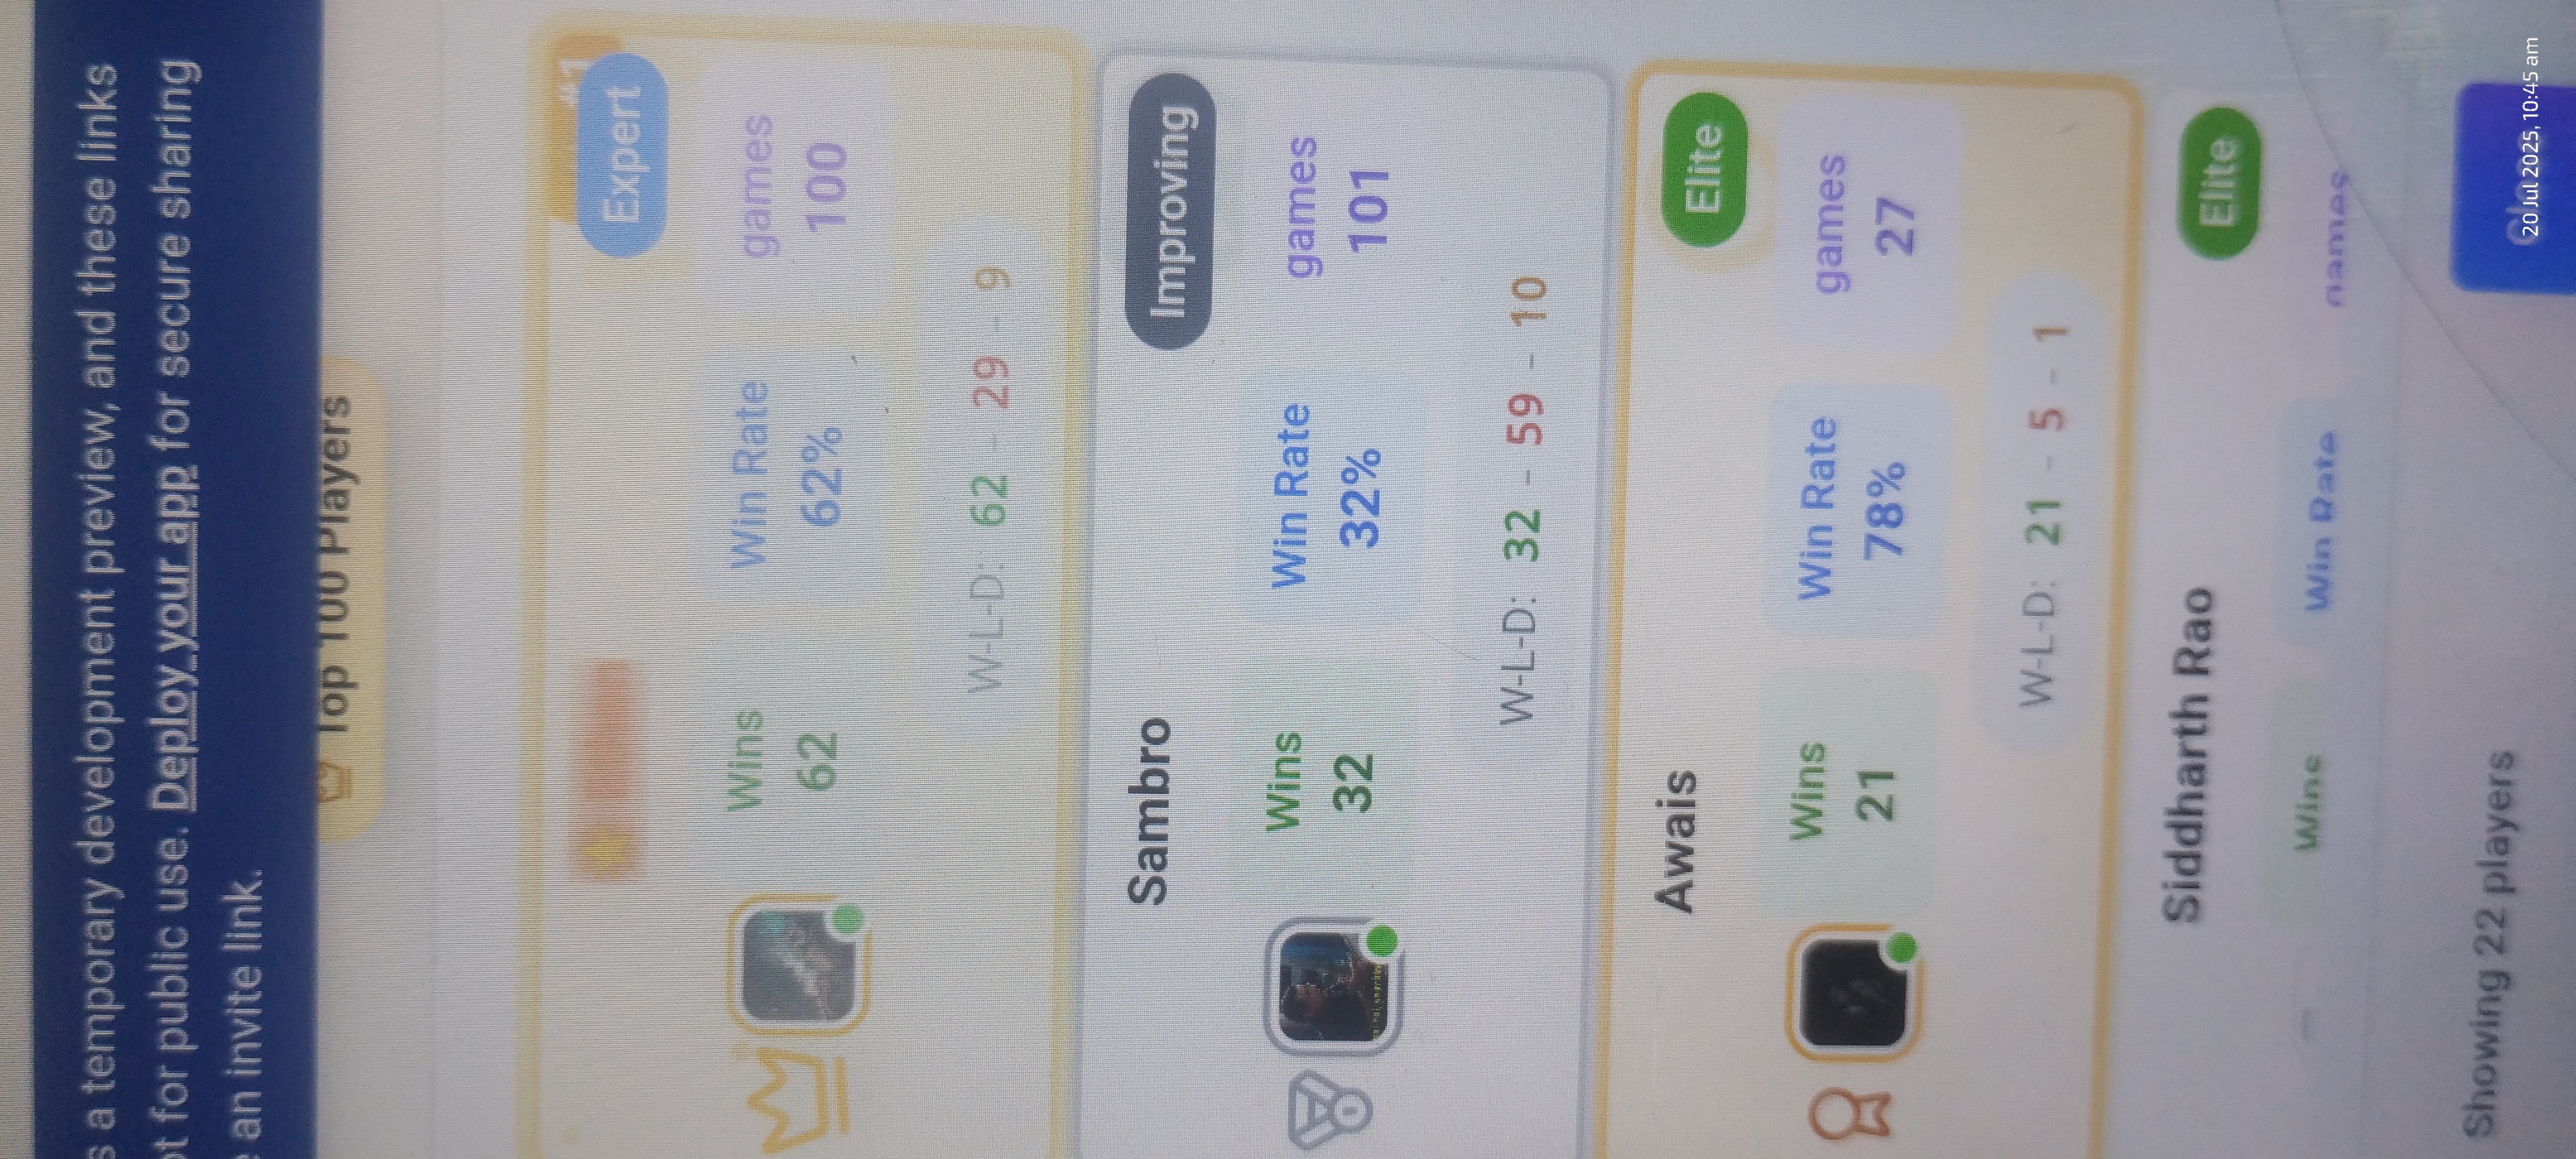 s a temporary development preview, and these links
ot for public use. Deploy your app for secure sharing
e an invite link.
Top 100 Players
#1
Expert
Wins
Win Rate
games
62
62%
100
W-L-D: 62 - 29 - 9
Sambro
Improving
Wins
Win Rate
games
32
32%
101
W-L-D: 32 - 59 - 10
Awais
Elite
Wins
Win Rate
games
21
78%
27
W-L-D: 21 - 5 - 1
Siddharth Rao
Elite
Wins
Win Rate
games
Showing 22 players
Close
20 Jul 2025, 10:45 am